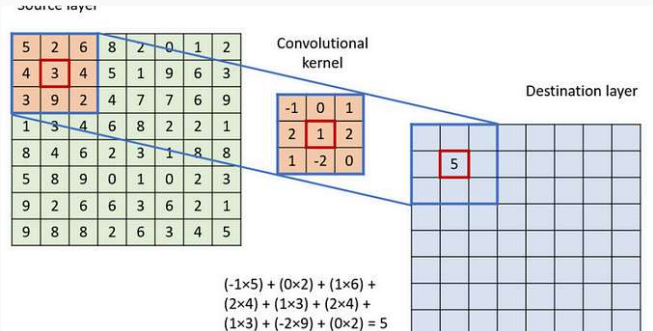 Source layer
5 2 6 8 2 0 1 2
4 3 4 5 1 9 6 3
3 9 2 4 7 7 6 9
1 3 4 6 8 2 2 1
8 4 6 2 3 1 8 8
5 8 9 0 1 0 2 3
9 2 6 6 3 6 2 1
9 8 8 2 6 3 4 5
Convolutional
kernel
-1 0 1
2 1 2
1 -2 0
Destination layer
5
(-1×5) + (0×2) + (1×6) +
(2×4) + (1×3) + (2×4) +
(1×3) + (-2×9) + (0×2) = 5